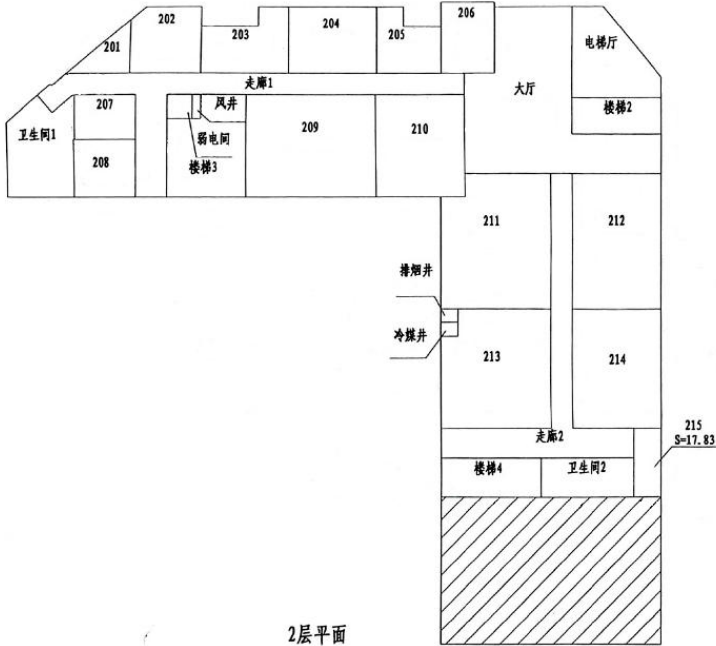 202
204
206
201
203
205
电梯厅
走廊1
大厅
207
风井
楼梯2
卫生间1
弱电间
209
210
208
楼梯3
211
212
排烟井
冷媒井
213
214
215
S=17.83
走廊2
楼梯4
卫生间2
2层平面